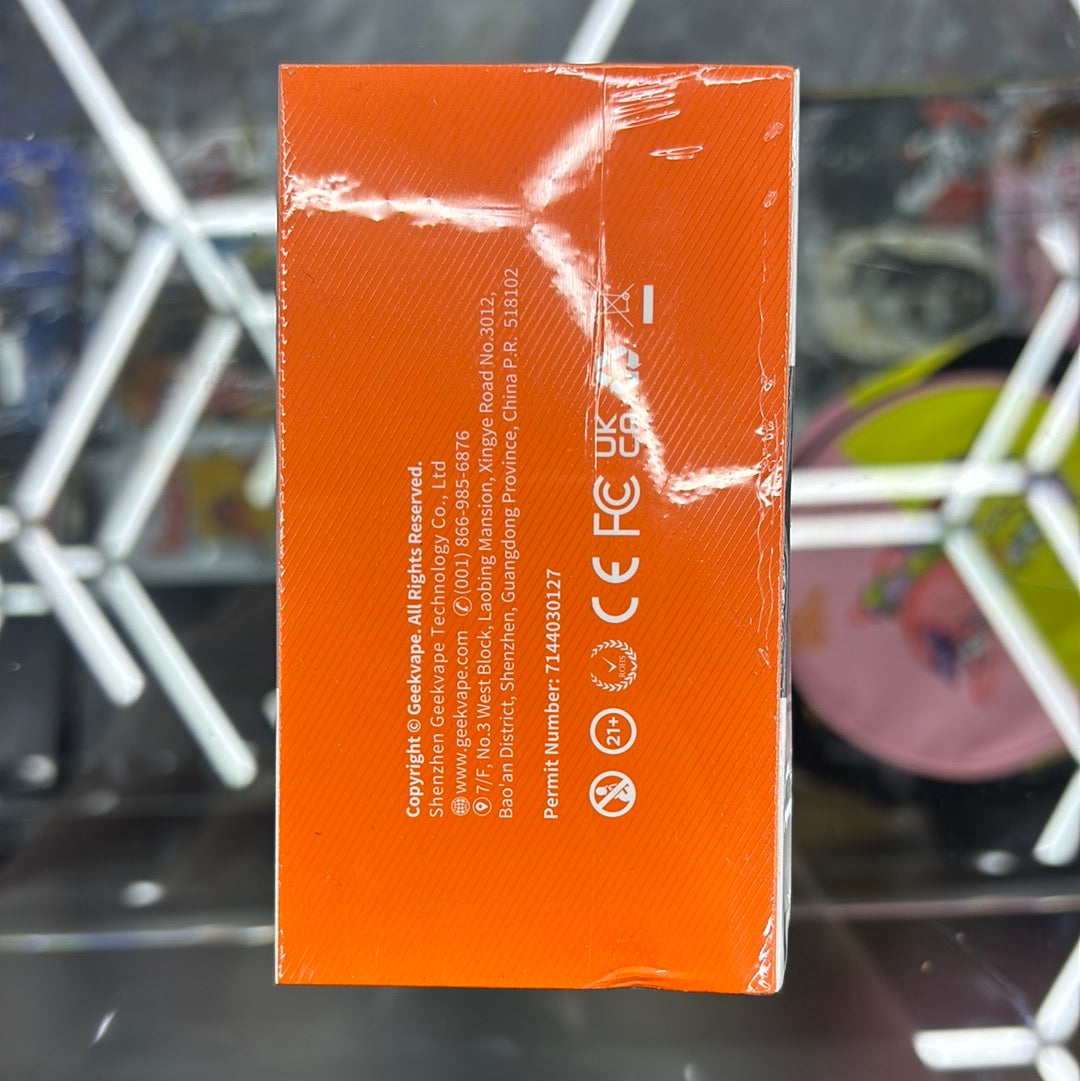 Copyright © Geekvape. All Rights Reserved.
Shenzhen Geekvape Technology Co., Ltd
www.geekvape.com (001) 866-985-6876
7/F, No.3 West Block, Laobing Mansion, Xingye Road No.3012,
Bao'an District, Shenzhen, Guangdong Province, China P.R. 518102
Permit Number: 7144030127
21+ ROHS CE FC UK CA